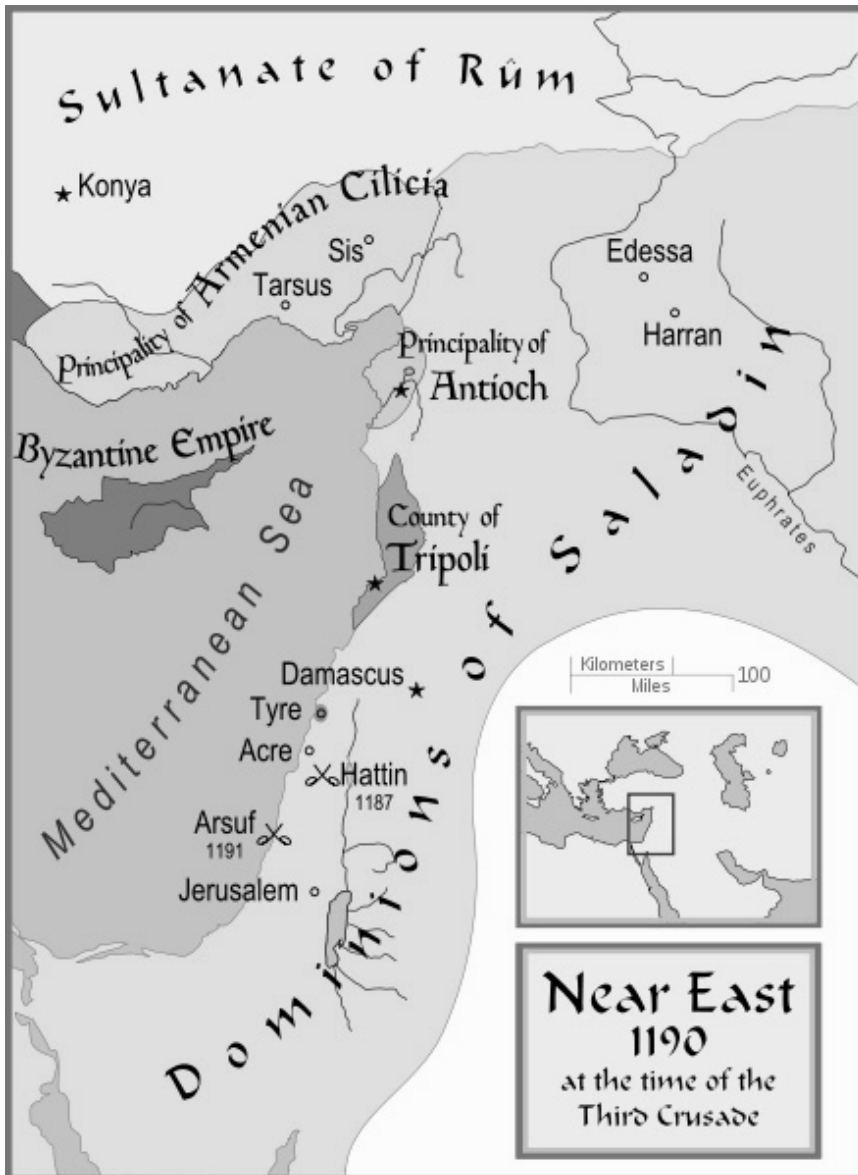 Sultanate of Rûm
Konya
Principality of Armenian Cilicia
Sis
Tarsus
Edessa
Harran
Principality of
Antioch
Byzantine Empire
Mediterranean Sea
County of
Tripoli
Euphrates
Dominions of Saladin
Damascus
Tyre
Acre
Hattin
1187
Arsuf
1191
Jerusalem
Kilometers
Miles
100
Near East
1190
at the time of the
Third Crusade